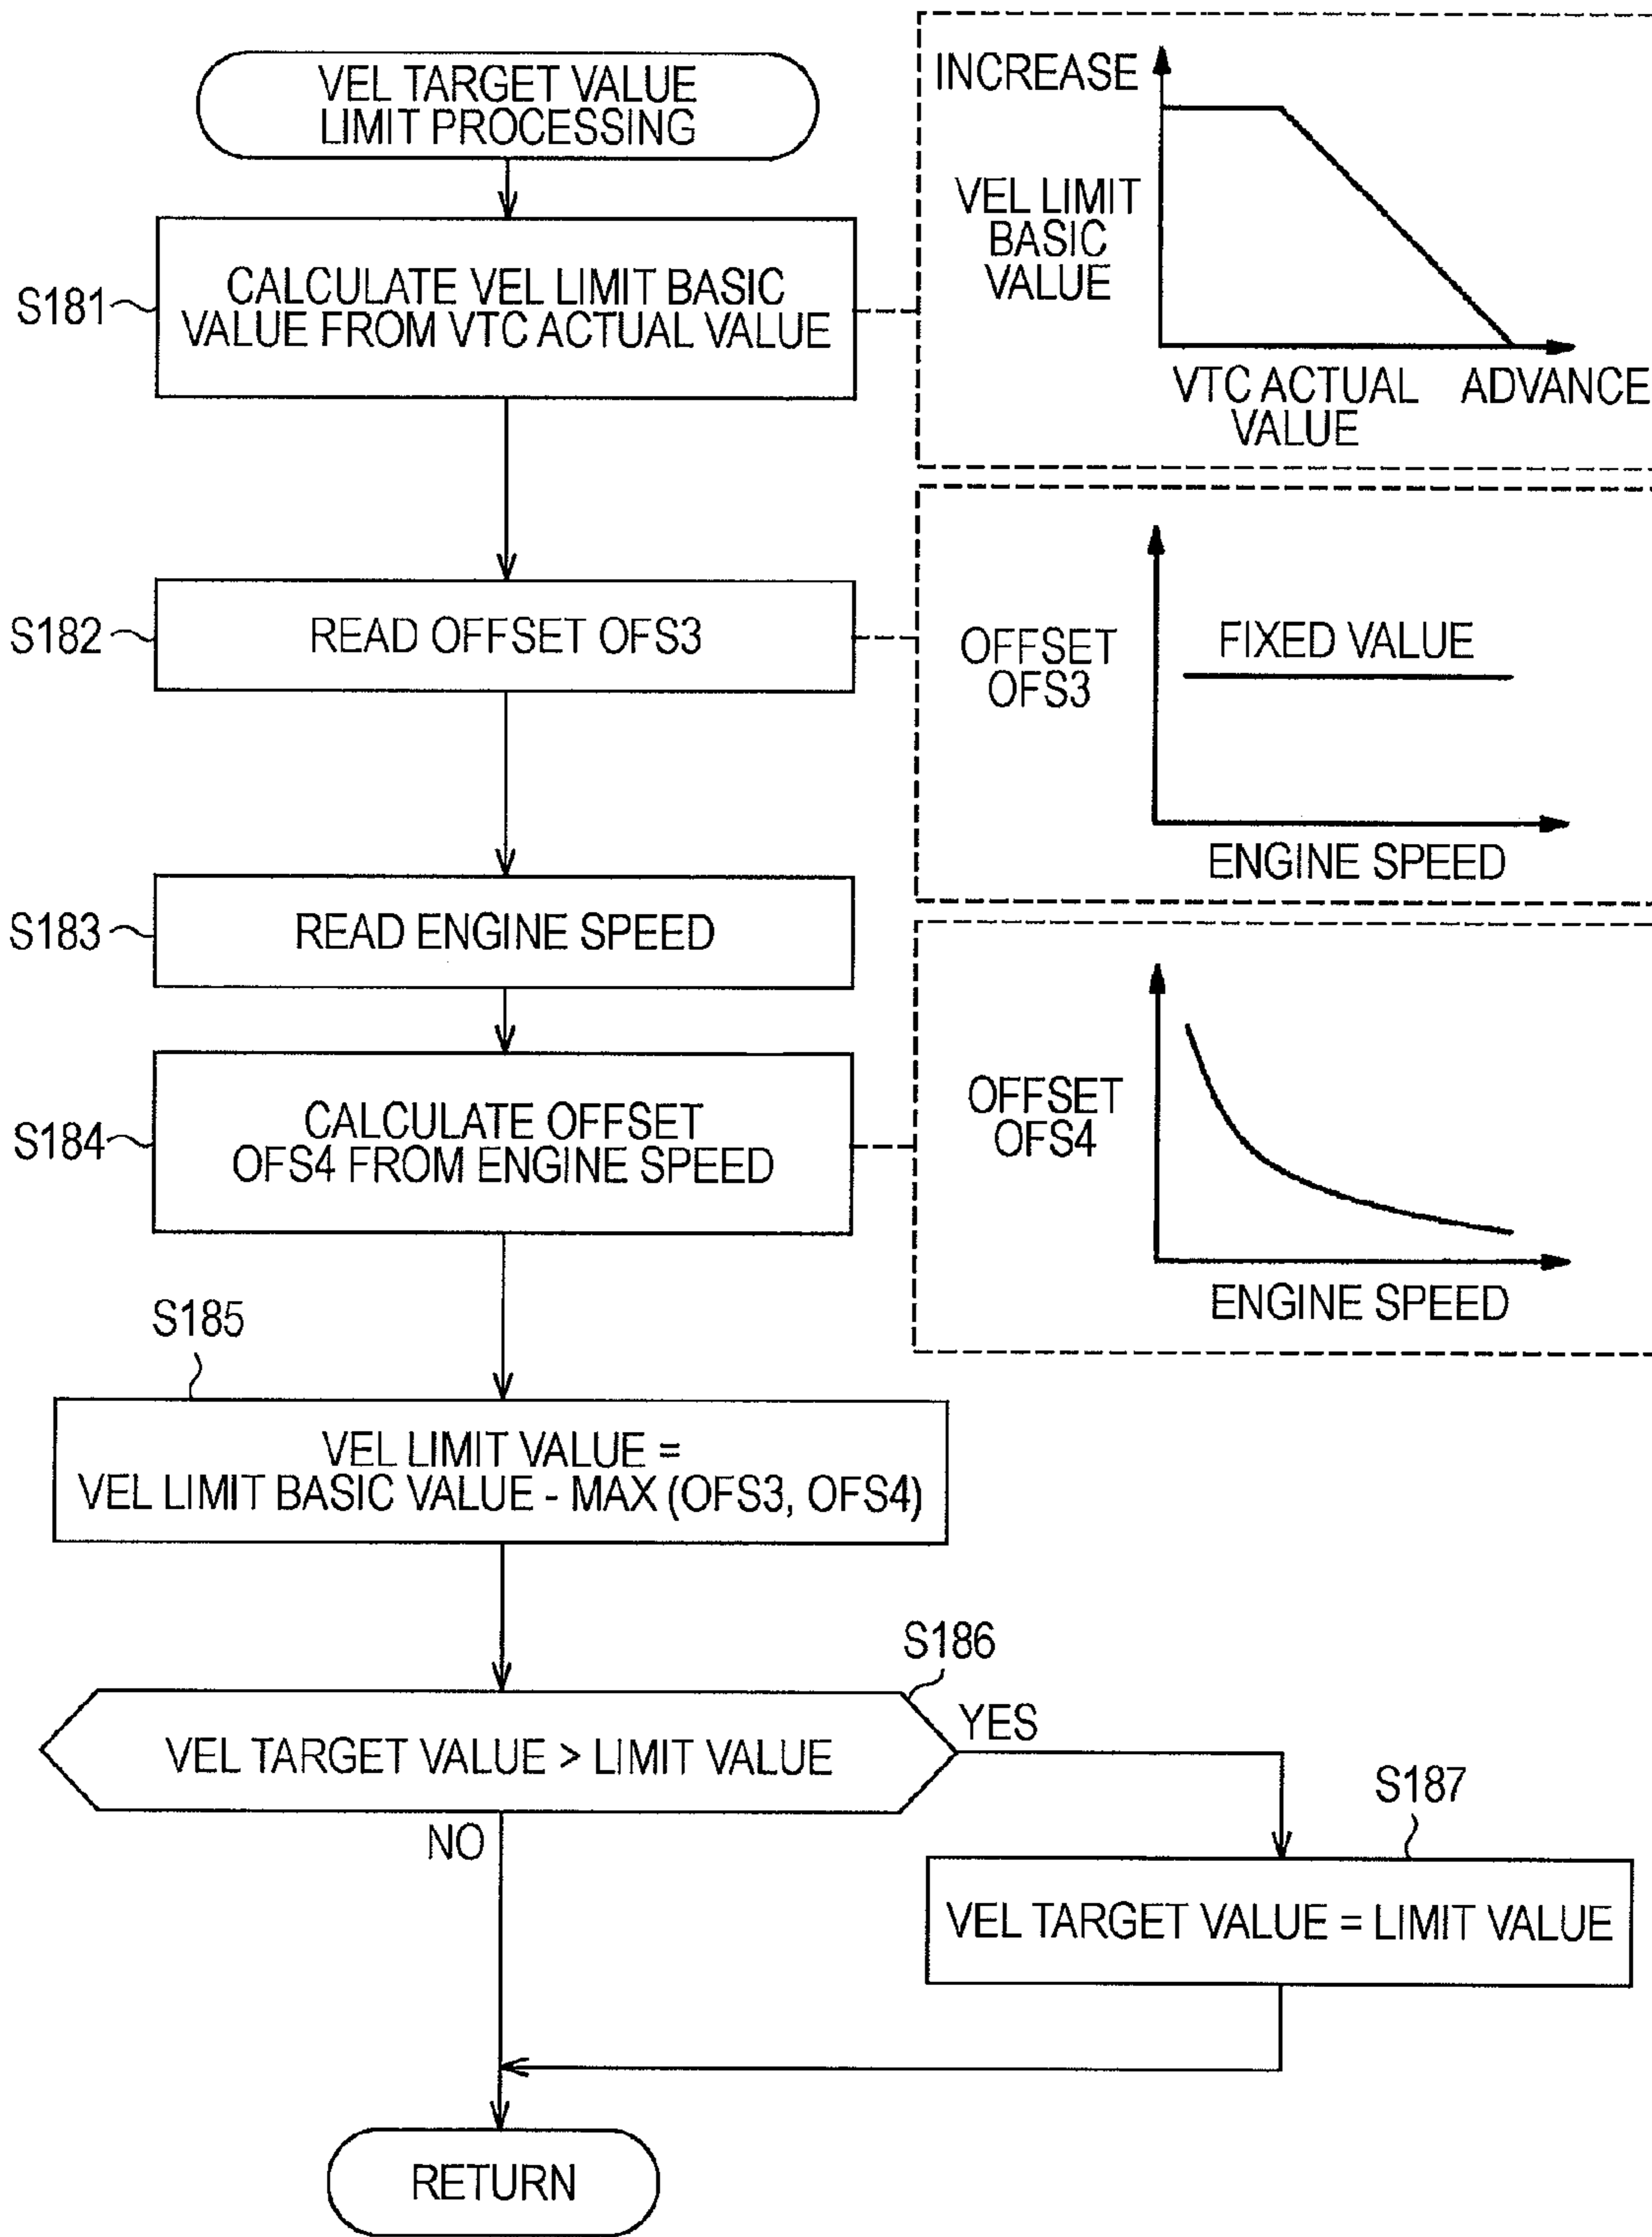 VEL TARGET VALUE
LIMIT PROCESSING
S181
CALCULATE VEL LIMIT BASIC
VALUE FROM VTC ACTUAL VALUE
INCREASE
VEL LIMIT
BASIC
VALUE
VTC ACTUAL
VALUE
ADVANCE
S182
READ OFFSET OFS3
OFFSET
OFS3
FIXED VALUE
ENGINE SPEED
S183
READ ENGINE SPEED
S184
CALCULATE OFFSET
OFS4 FROM ENGINE SPEED
OFFSET
OFS4
ENGINE SPEED
S185
VEL LIMIT VALUE =
VEL LIMIT BASIC VALUE - MAX (OFS3, OFS4)
S186
VEL TARGET VALUE > LIMIT VALUE
YES
NO
S187
VEL TARGET VALUE = LIMIT VALUE
RETURN